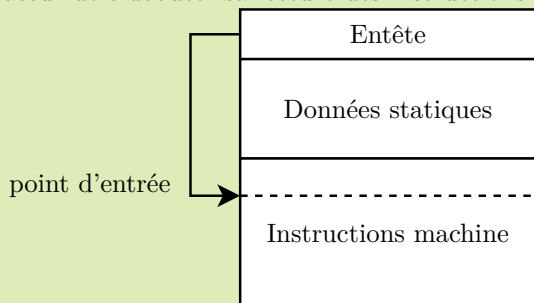 Entête
Données statiques
point d'entrée
Instructions machine